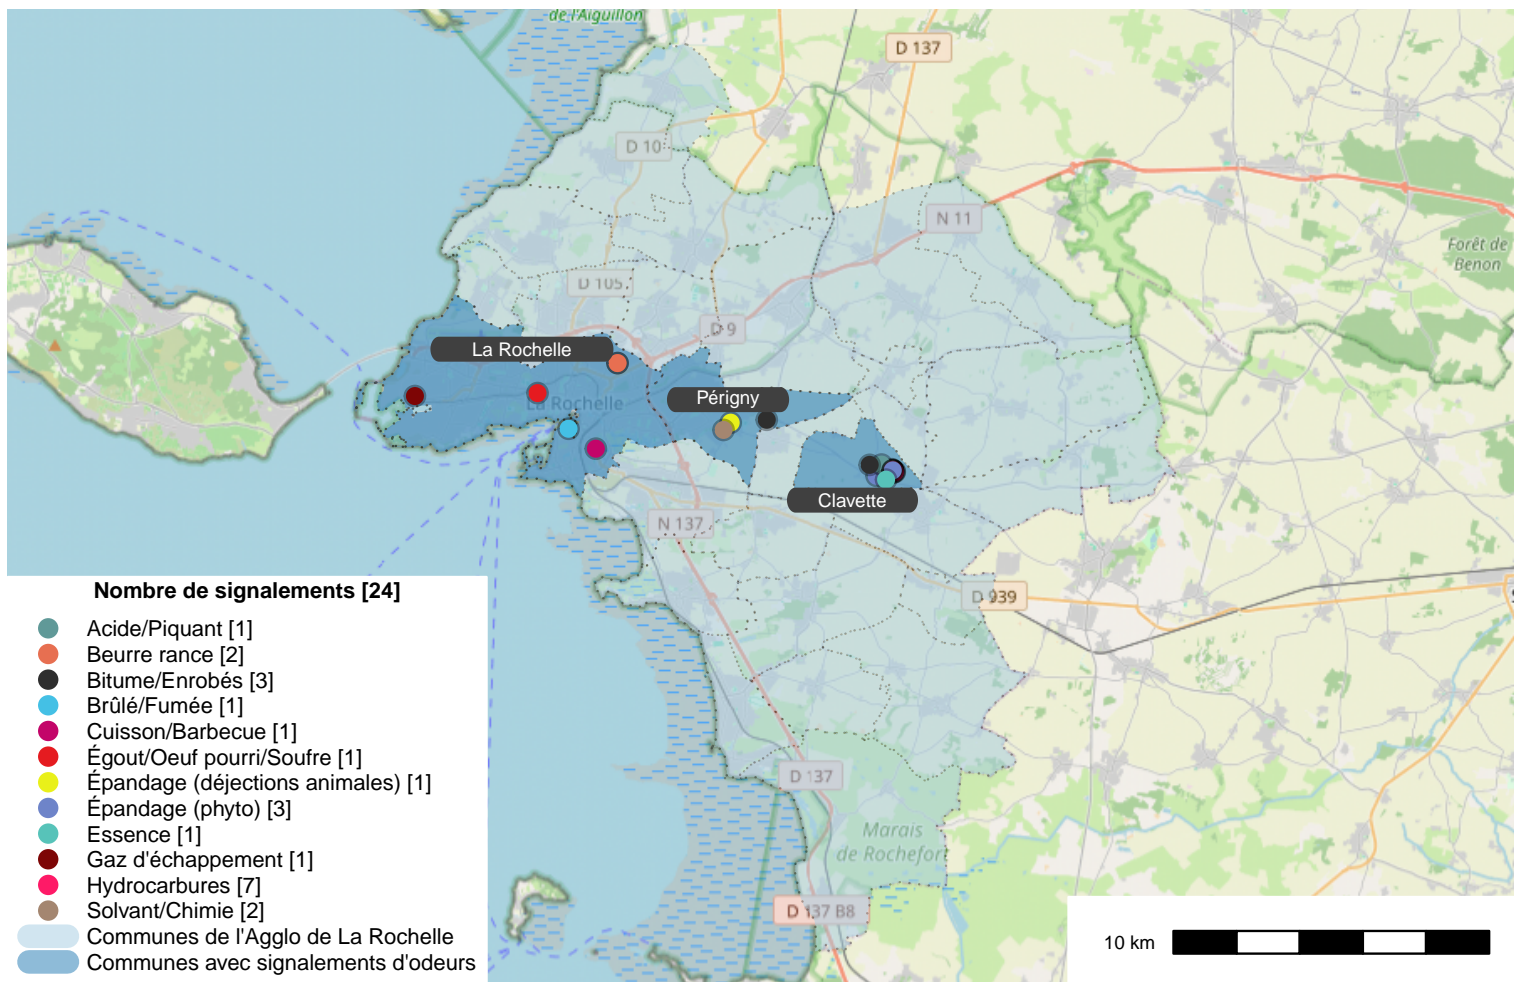 de l'Aiguillon
D 137
D 10
N 11
Forêt de
Benon
D 105
D 9
La Rochelle
La Rochelle
Périgny
Clavette
N 137
D 939
D 137
Marais
de Rochefort
D 137 B8
Nombre de signalements [24]
Acide/Piquant [1]
Beurre rance [2]
Bitume/Enrobés [3]
Brûlé/Fumée [1]
Cuisson/Barbecue [1]
Égout/Oeuf pourri/Soufre [1]
Épandage (déjections animales) [1]
Épandage (phyto) [3]
Essence [1]
Gaz d'échappement [1]
Hydrocarbures [7]
Solvant/Chimie [2]
Communes de l'Agglo de La Rochelle
Communes avec signalements d'odeurs
10 km